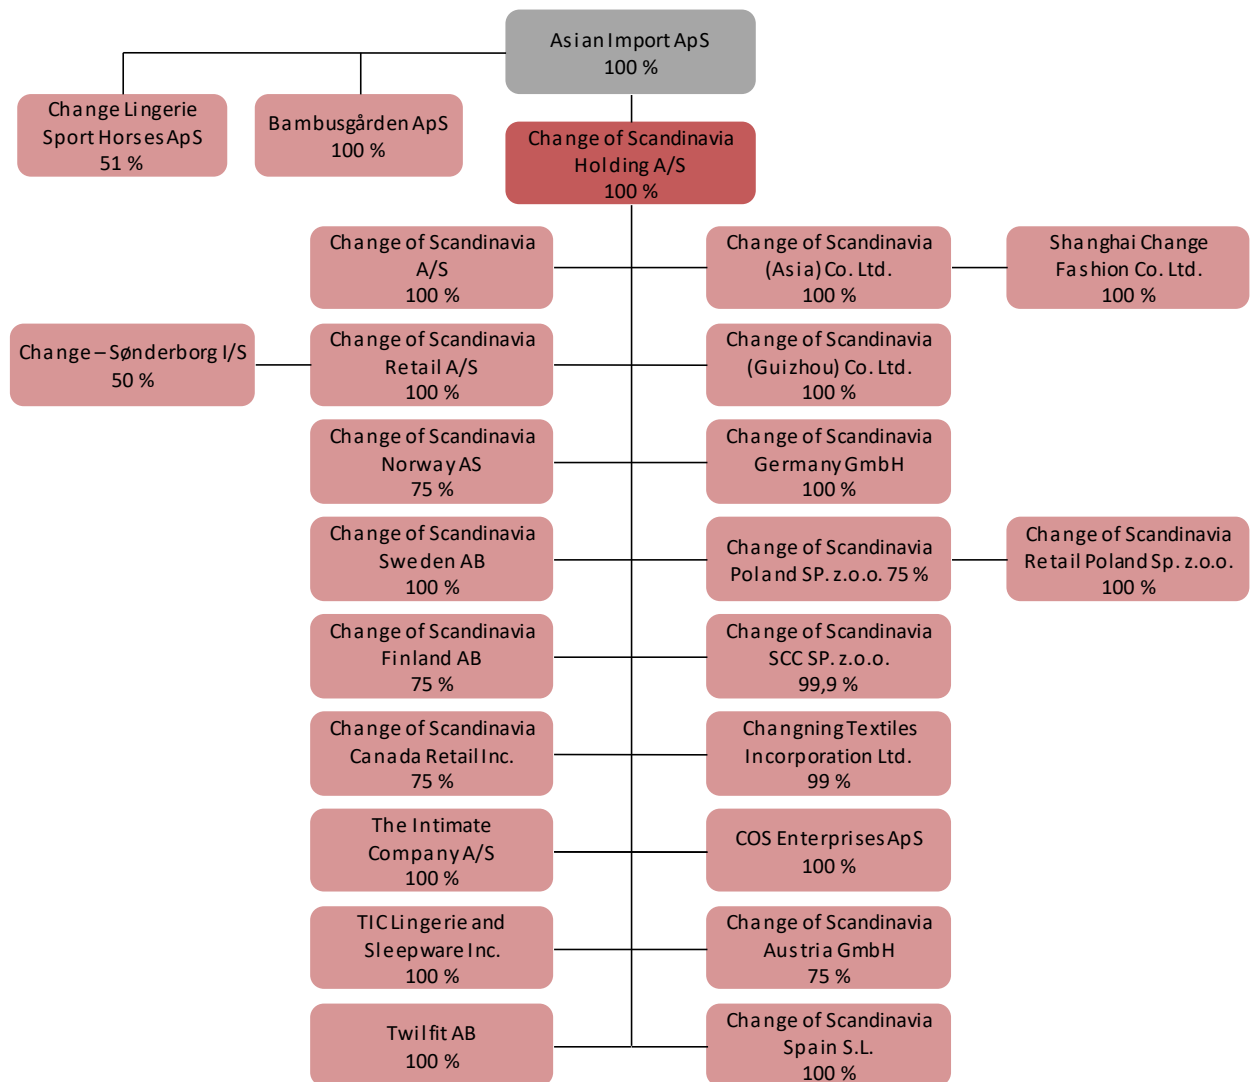 Asian Import ApS
100 %
Change Lingerie
Sport Horses ApS
51 %
Bambusgården ApS
100 %
Change of Scandinavia
Holding A/S
100 %
Change of Scandinavia
A/S
100 %
Change of Scandinavia
(Asia) Co. Ltd.
100 %
Shanghai Change
Fashion Co. Ltd.
100 %
Change – Sønderborg I/S
50 %
Change of Scandinavia
Retail A/S
100 %
Change of Scandinavia
(Guizhou) Co. Ltd.
100 %
Change of Scandinavia
Norway AS
75 %
Change of Scandinavia
Germany GmbH
100 %
Change of Scandinavia
Sweden AB
100 %
Change of Scandinavia
Poland SP. z.o.o. 75 %
Change of Scandinavia
Retail Poland Sp. z.o.o.
100 %
Change of Scandinavia
Finland AB
75 %
Change of Scandinavia
SCC SP. z.o.o.
99,9 %
Change of Scandinavia
Canada Retail Inc.
75 %
Changning Textiles
Incorporation Ltd.
99 %
The Intimate
Company A/S
100 %
COS Enterprises ApS
100 %
TIC Lingerie and
Sleepware Inc.
100 %
Change of Scandinavia
Austria GmbH
75 %
Twilfit AB
100 %
Change of Scandinavia
Spain S.L.
100 %